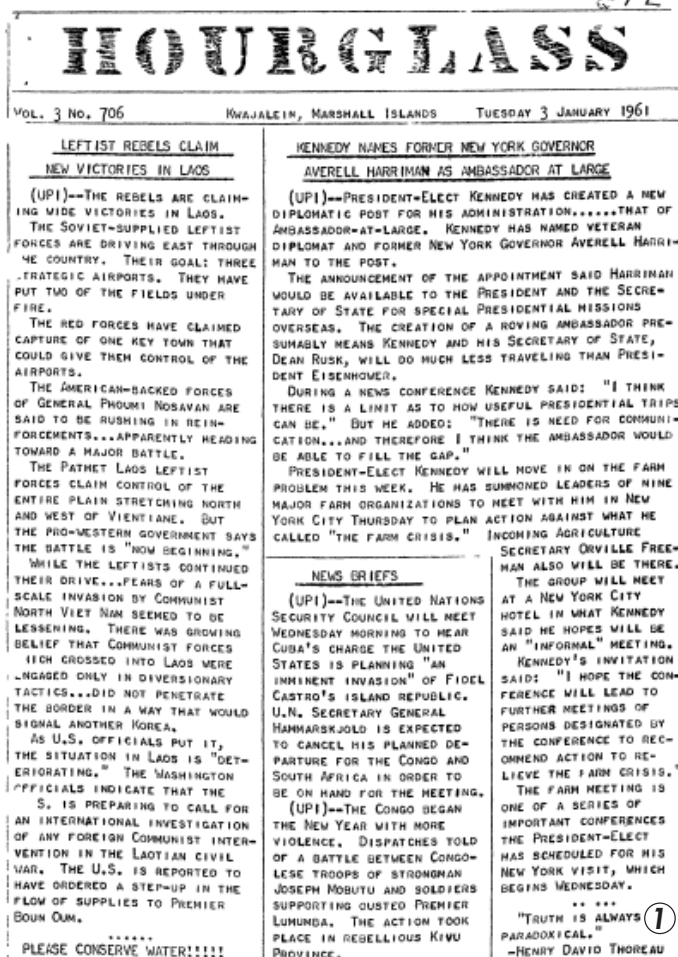 HOURGLASS
VOL. 3 NO. 706 KWAJALEIN, MARSHALL ISLANDS TUESDAY 3 JANUARY 1961
LEFTIST REBELS CLAIM
NEW VICTORIES IN LAOS
(UPI)--THE REBELS ARE CLAIM-
ING WIDE VICTORIES IN LAOS.
THE SOVIET-SUPPLIED LEFTIST
FORCES ARE DRIVING EAST THROUGH
HE COUNTRY. THEIR GOAL: THREE
TRATEGIC AIRPORTS. THEY HAVE
PUT TWO OF THE FIELDS UNDER
FIRE.
THE RED FORCES HAVE CLAIMED
CAPTURE OF ONE KEY TOWN THAT
COULD GIVE THEM CONTROL OF THE
AIRPORTS.
THE AMERICAN-BACKED FORCES
OF GENERAL PHOUMI NOSAVAN ARE
SAID TO BE RUSHING IN REIN-
FORCEMENTS...APPARENTLY HEADING
TOWARD A MAJOR BATTLE.
THE PATHET LAOS LEFTIST
FORCES CLAIM CONTROL OF THE
ENTIRE PLAIN STRETCHING NORTH
AND WEST OF VIENTIANE. BUT
THE PRO-WESTERN GOVERNMENT SAYS
THE BATTLE IS "NOW BEGINNING."
WHILE THE LEFTISTS CONTINUED
THEIR DRIVE...FEARS OF A FULL-
SCALE INVASION BY COMMUNIST
NORTH VIET NAM SEEMED TO BE
LESSENING. THERE WAS GROWING
BELIEF THAT COMMUNIST FORCES
HICH CROSSED INTO LAOS WERE
NGAGED ONLY IN DIVERSIONARY
TACTICS...DID NOT PENETRATE
THE BORDER IN A WAY THAT WOULD
SIGNAL ANOTHER KOREA.
AS U.S. OFFICIALS PUT IT,
THE SITUATION IN LAOS IS "DET-
ERIORATING." THE WASHINGTON
OFFICIALS INDICATE THAT THE
S. IS PREPARING TO CALL FOR
AN INTERNATIONAL INVESTIGATION
OF ANY FOREIGN COMMUNIST INTER-
VENTION IN THE LAOTIAN CIVIL
WAR. THE U.S. IS REPORTED TO
HAVE ORDERED A STEP-UP IN THE
FLOW OF SUPPLIES TO PREMIER
BOUN OUM.
......
PLEASE CONSERVE WATER!!!!!
KENNEDY NAMES FORMER NEW YORK GOVERNOR
AVERELL HARRIMAN AS AMBASSADOR AT LARGE
(UPI)--PRESIDENT-ELECT KENNEDY HAS CREATED A NEW
DIPLOMATIC POST FOR HIS ADMINISTRATION......THAT OF
AMBASSADOR-AT-LARGE. KENNEDY HAS NAMED VETERAN
DIPLOMAT AND FORMER NEW YORK GOVERNOR AVERELL HARRI-
MAN TO THE POST.
THE ANNOUNCEMENT OF THE APPOINTMENT SAID HARRIMAN
WOULD BE AVAILABLE TO THE PRESIDENT AND THE SECRE-
TARY OF STATE FOR SPECIAL PRESIDENTIAL MISSIONS
OVERSEAS. THE CREATION OF A ROVING AMBASSADOR PRE-
SUMABLY MEANS KENNEDY AND HIS SECRETARY OF STATE,
DEAN RUSK, WILL DO MUCH LESS TRAVELING THAN PRESI-
DENT EISENHOWER.
DURING A NEWS CONFERENCE KENNEDY SAID: "I THINK
THERE IS A LIMIT AS TO HOW USEFUL PRESIDENTIAL TRIPS
CAN BE." BUT HE ADDED: "THERE IS NEED FOR COMMUNI-
CATION...AND THEREFORE I THINK THE AMBASSADOR WOULD
BE ABLE TO FILL THE GAP."
PRESIDENT-ELECT KENNEDY WILL MOVE IN ON THE FARM
PROBLEM THIS WEEK. HE HAS SUMMONED LEADERS OF NINE
MAJOR FARM ORGANIZATIONS TO MEET WITH HIM IN NEW
YORK CITY THURSDAY TO PLAN ACTION AGAINST WHAT HE
CALLED "THE FARM CRISIS." INCOMING AGRICULTURE
SECRETARY ORVILLE FREE-
MAN ALSO WILL BE THERE.
THE GROUP WILL MEET
AT A NEW YORK CITY
HOTEL IN WHAT KENNEDY
SAID HE HOPES WILL BE
AN "INFORMAL" MEETING.
KENNEDY'S INVITATION
SAID: "I HOPE THE CON-
FERENCE WILL LEAD TO
FURTHER MEETINGS OF
PERSONS DESIGNATED BY
THE CONFERENCE TO REC-
OMMEND ACTION TO RE-
LIEVE THE FARM CRISIS."
THE FARM MEETING IS
ONE OF A SERIES OF
IMPORTANT CONFERENCES
THE PRESIDENT-ELECT
HAS SCHEDULED FOR HIS
NEW YORK VISIT, WHICH
BEGINS WEDNESDAY.
.. ...
"TRUTH IS ALWAYS
PARADOXICAL."
-HENRY DAVID THOREAU
1
NEWS BRIEFS
(UPI)--THE UNITED NATIONS
SECURITY COUNCIL WILL MEET
WEDNESDAY MORNING TO HEAR
CUBA'S CHARGE THE UNITED
STATES IS PLANNING "AN
IMMINENT INVASION" OF FIDEL
CASTRO'S ISLAND REPUBLIC.
U.N. SECRETARY GENERAL
HAMMARSKJOLD IS EXPECTED
TO CANCEL HIS PLANNED DE-
PARTURE FOR THE CONGO AND
SOUTH AFRICA IN ORDER TO
BE ON HAND FOR THE MEETING.
(UPI)--THE CONGO BEGAN
THE NEW YEAR WITH MORE
VIOLENCE. DISPATCHES TOLD
OF A BATTLE BETWEEN CONGO-
LESE TROOPS OF STRONGMAN
JOSEPH MOBUTU AND SOLDIERS
SUPPORTING OUSTED PREMIER
LUMUMBA. THE ACTION TOOK
PLACE IN REBELLIOUS KIVU
PROVINCE.